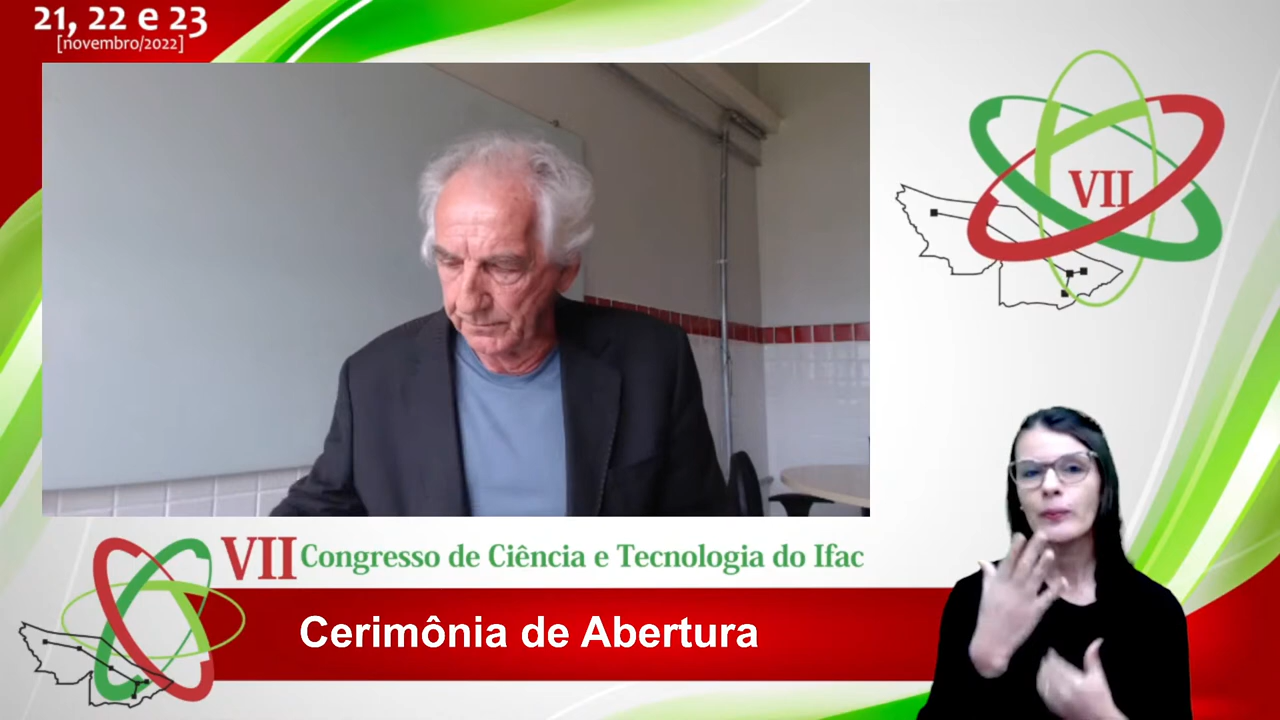 21, 22 e 23
[novembro/2022]
VII
VII Congresso de Ciência e Tecnologia do Ifac
Cerimônia de Abertura